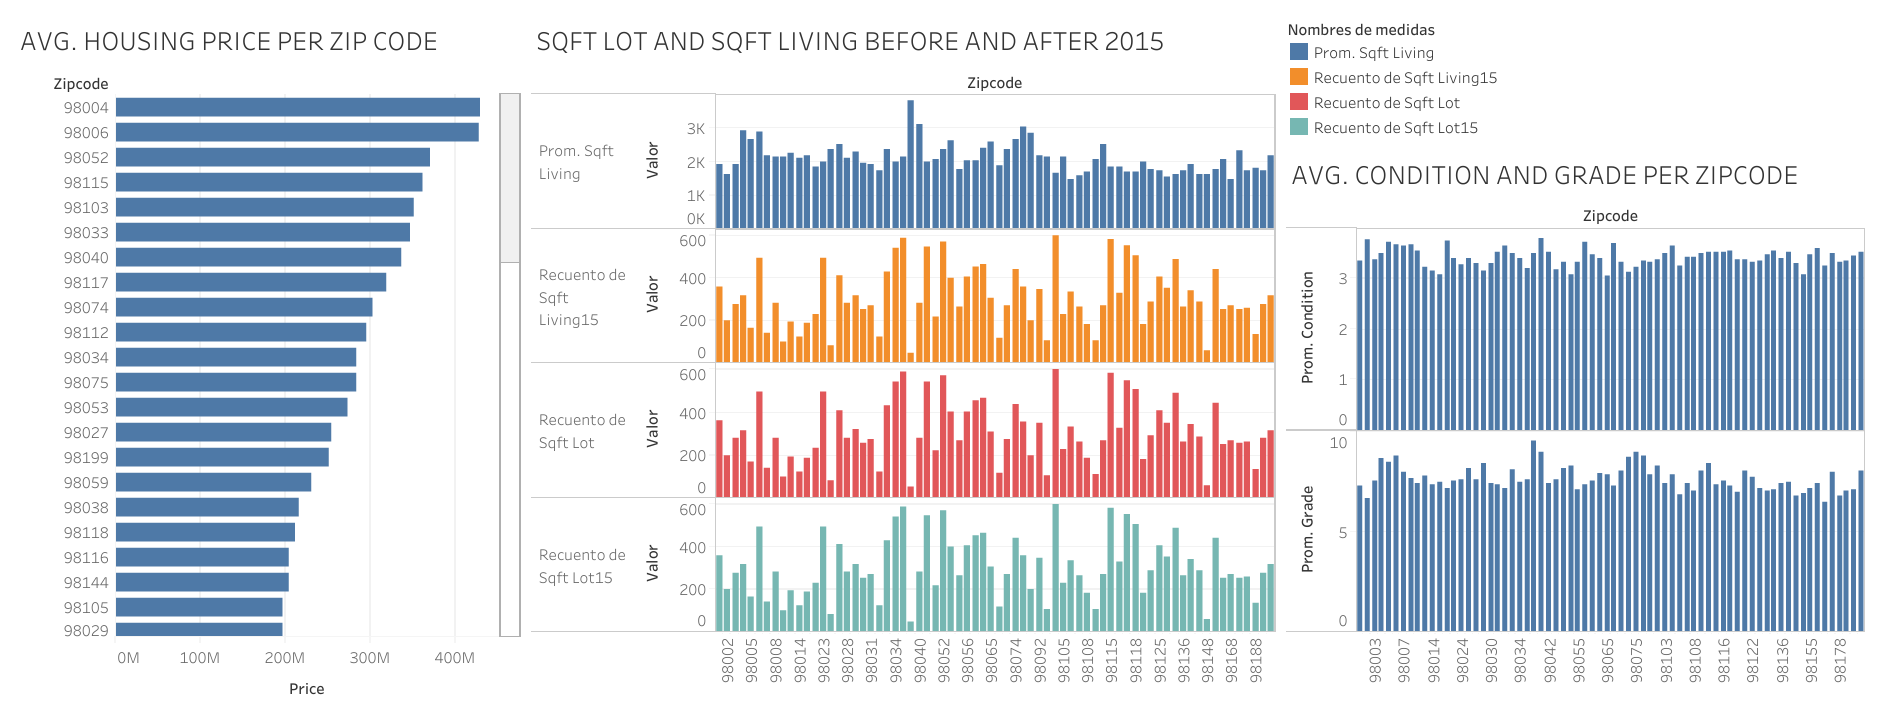 AVG. HOUSING PRICE PER ZIP CODE
Zipcode
98004
98006
98052
98115
98103
98033
98040
98117
98074
98112
98034
98075
98053
98027
98199
98059
98038
98118
98116
98144
98105
98029
0M 100M 200M 300M 400M
Price
SQFT LOT AND SQFT LIVING BEFORE AND AFTER 2015
Zipcode
Prom. Sqft
Living
Valor
3K
2K
1K
0K
Recuento de
Sqft
Living15
Valor
600
400
200
0
Recuento de
Sqft Lot
Valor
600
400
200
0
Recuento de
Sqft Lot15
Valor
600
400
200
0
98002 98005 98008 98014 98023 98028 98031 98034 98052 98056 98065 98074 98092 98105 98108 98115 98118 98125 98136 98148 98168 98188
Nombres de medidas
Prom. Sqft Living
Recuento de Sqft Living15
Recuento de Sqft Lot
Recuento de Sqft Lot15
AVG. CONDITION AND GRADE PER ZIPCODE
Zipcode
Prom. Condition
3
2
1
0
Prom. Grade
10
5
0
98003 98007 98014 98024 98030 98034 98042 98055 98065 98075 98103 98108 98116 98122 98136 98155 98178